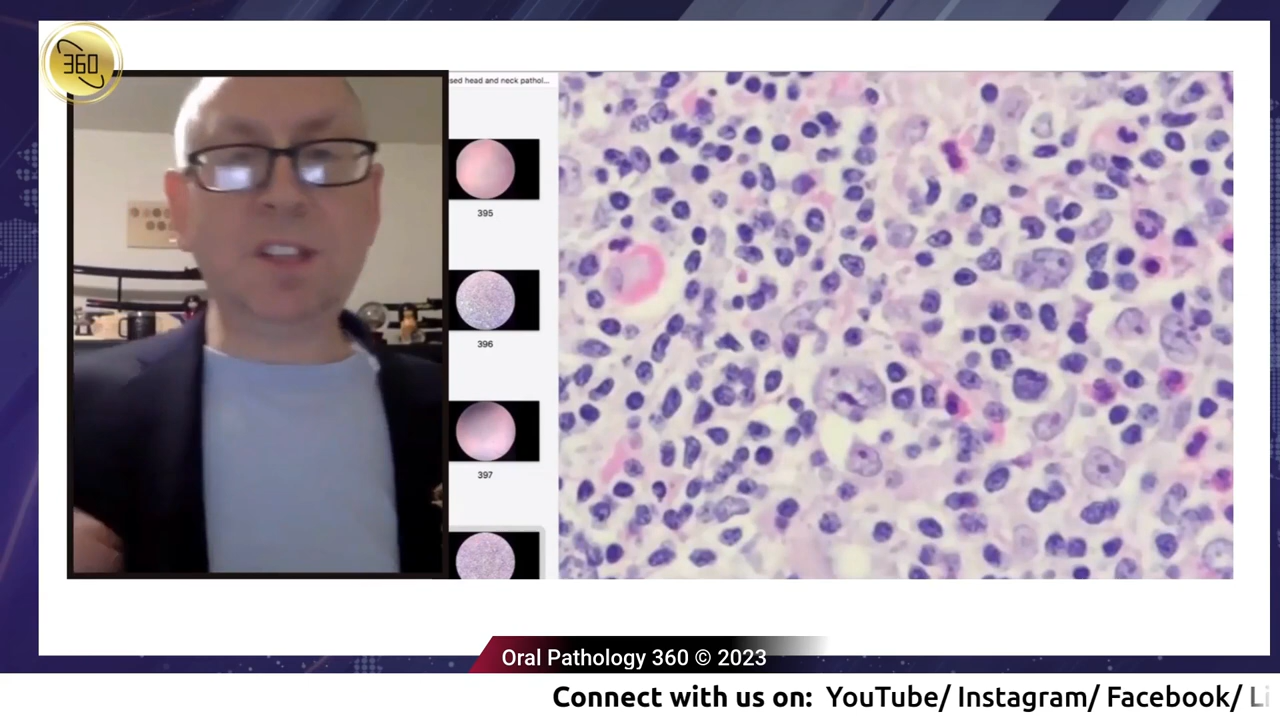 360
sed head and neck pathol...
395
396
397
Oral Pathology 360 © 2023
Connect with us on: YouTube/ Instagram/ Facebook/